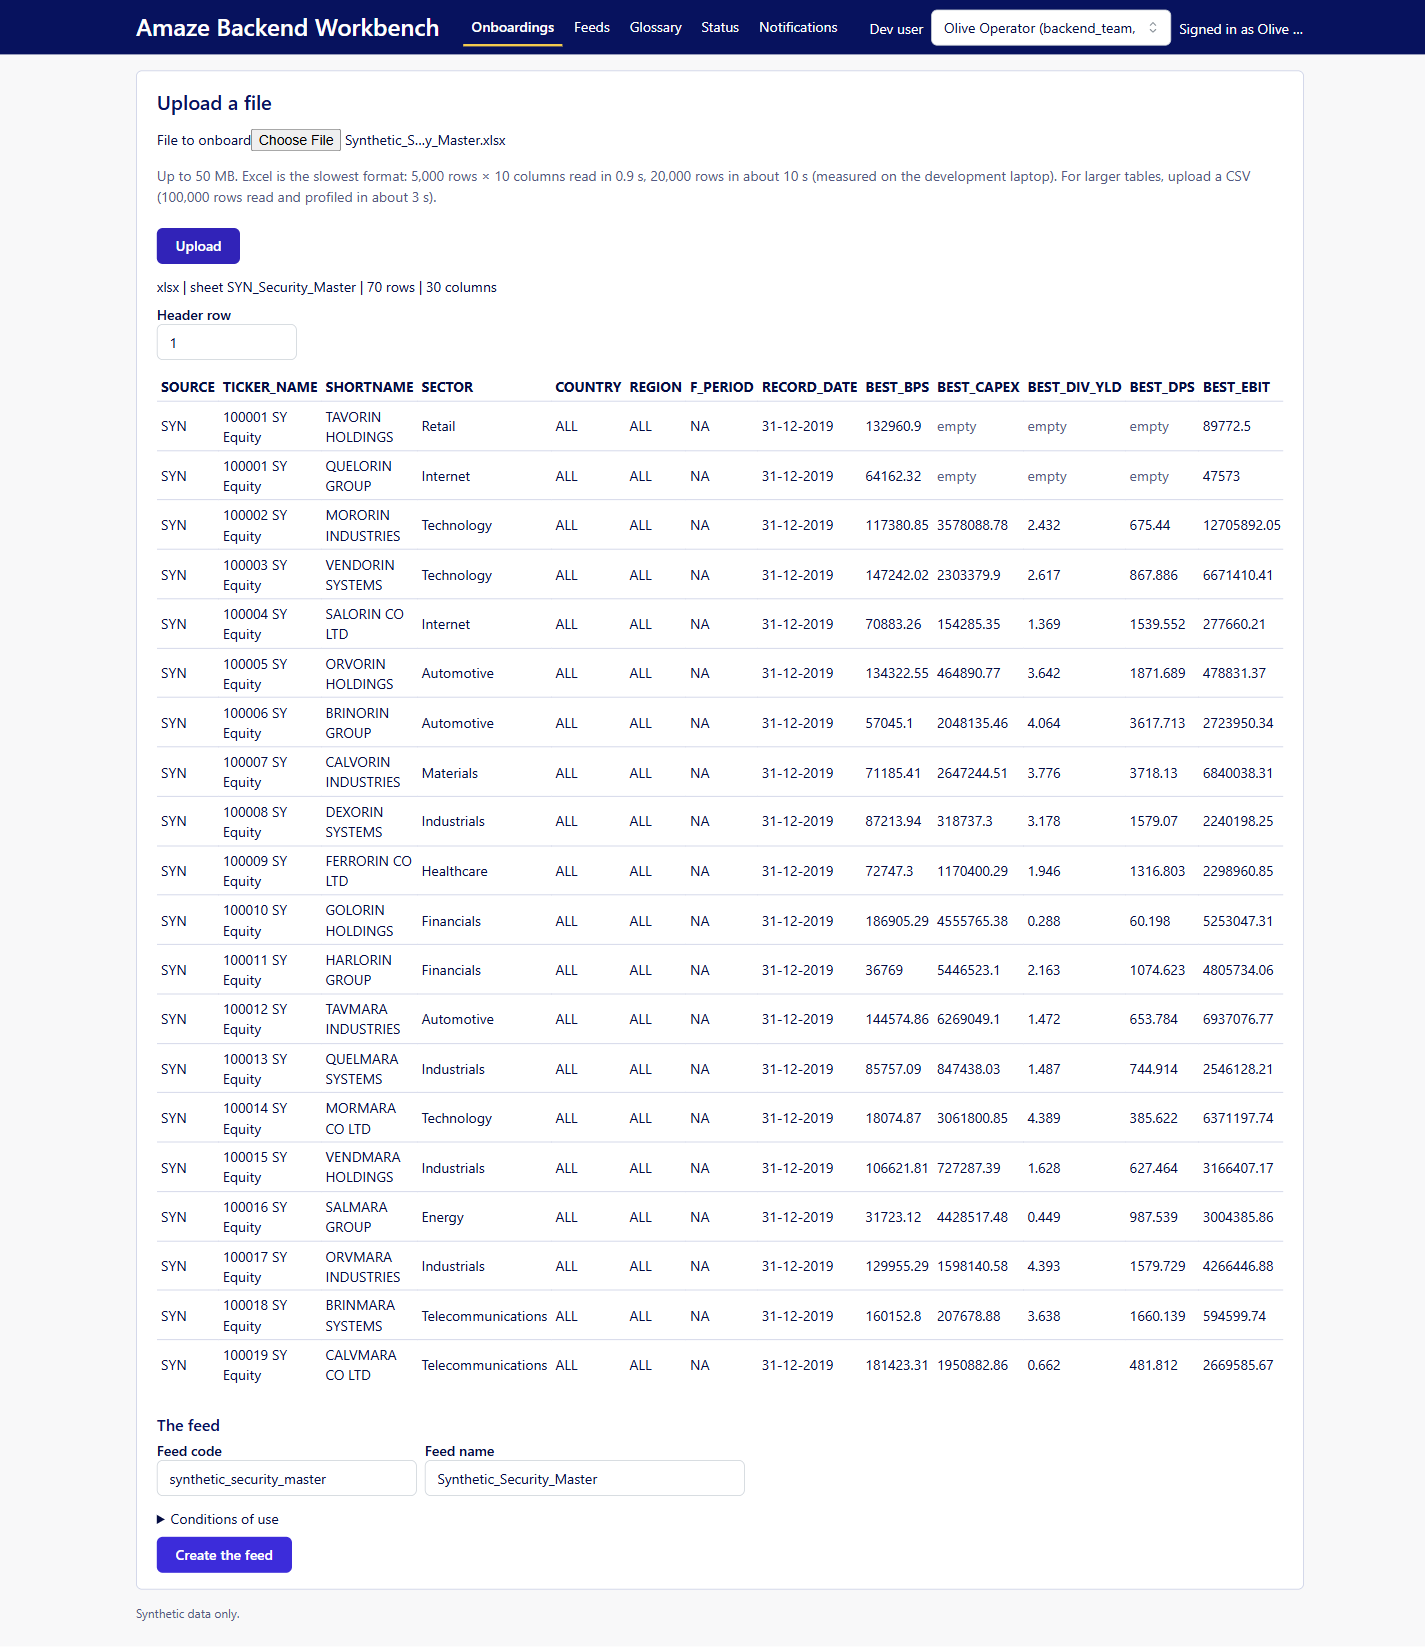 Amaze Backend Workbench Onboardings Feeds Glossary Status Notifications Dev user Olive Operator (backend_team, Signed in as Olive ...
Upload a file
File to onboard Choose File Synthetic_S...y_Master.xlsx
Up to 50 MB. Excel is the slowest format: 5,000 rows × 10 columns read in 0.9 s, 20,000 rows in about 10 s (measured on the development laptop). For larger tables, upload a CSV
(100,000 rows read and profiled in about 3 s).
Upload
xlsx | sheet SYN_Security_Master | 70 rows | 30 columns
Header row
1
SOURCE TICKER_NAME SHORTNAME SECTOR COUNTRY REGION F_PERIOD RECORD_DATE BEST_BPS BEST_CAPEX BEST_DIV_YLD BEST_DPS BEST_EBIT
SYN 100001 SY Equity TAVORIN HOLDINGS Retail ALL ALL NA 31-12-2019 132960.9 empty empty empty 89772.5
SYN 100001 SY Equity QUELORIN GROUP Internet ALL ALL NA 31-12-2019 64162.32 empty empty empty 47573
SYN 100002 SY Equity MORORIN INDUSTRIES Technology ALL ALL NA 31-12-2019 117380.85 3578088.78 2.432 675.44 12705892.05
SYN 100003 SY Equity VENDORIN SYSTEMS Technology ALL ALL NA 31-12-2019 147242.02 2303379.9 2.617 867.886 6671410.41
SYN 100004 SY Equity SALORIN CO LTD Internet ALL ALL NA 31-12-2019 70883.26 154285.35 1.369 1539.552 277660.21
SYN 100005 SY Equity ORVORIN HOLDINGS Automotive ALL ALL NA 31-12-2019 134322.55 464890.77 3.642 1871.689 478831.37
SYN 100006 SY Equity BRINORIN GROUP Automotive ALL ALL NA 31-12-2019 57045.1 2048135.46 4.064 3617.713 2723950.34
SYN 100007 SY Equity CALVORIN INDUSTRIES Materials ALL ALL NA 31-12-2019 71185.41 2647244.51 3.776 3718.13 6840038.31
SYN 100008 SY Equity DEXORIN SYSTEMS Industrials ALL ALL NA 31-12-2019 87213.94 318737.3 3.178 1579.07 2240198.25
SYN 100009 SY Equity FERRORIN CO LTD Healthcare ALL ALL NA 31-12-2019 72747.3 1170400.29 1.946 1316.803 2298960.85
SYN 100010 SY Equity GOLORIN HOLDINGS Financials ALL ALL NA 31-12-2019 186905.29 4555765.38 0.288 60.198 5253047.31
SYN 100011 SY Equity HARLORIN GROUP Financials ALL ALL NA 31-12-2019 36769 5446523.1 2.163 1074.623 4805734.06
SYN 100012 SY Equity TAVMARA INDUSTRIES Automotive ALL ALL NA 31-12-2019 144574.86 6269049.1 1.472 653.784 6937076.77
SYN 100013 SY Equity QUELMARA SYSTEMS Industrials ALL ALL NA 31-12-2019 85757.09 847438.03 1.487 744.914 2546128.21
SYN 100014 SY Equity MORMARA CO LTD Technology ALL ALL NA 31-12-2019 18074.87 3061800.85 4.389 385.622 6371197.74
SYN 100015 SY Equity VENDMARA HOLDINGS Industrials ALL ALL NA 31-12-2019 106621.81 727287.39 1.628 627.464 3166407.17
SYN 100016 SY Equity SALMARA GROUP Energy ALL ALL NA 31-12-2019 31723.12 4428517.48 0.449 987.539 3004385.86
SYN 100017 SY Equity ORVMARA INDUSTRIES Industrials ALL ALL NA 31-12-2019 129955.29 1598140.58 4.393 1579.729 4266446.88
SYN 100018 SY Equity BRINMARA SYSTEMS Telecommunications ALL ALL NA 31-12-2019 160152.8 207678.88 3.638 1660.139 594599.74
SYN 100019 SY Equity CALVMARA CO LTD Telecommunications ALL ALL NA 31-12-2019 181423.31 1950882.86 0.662 481.812 2669585.67
The feed
Feed code Feed name
synthetic_security_master Synthetic_Security_Master
Conditions of use
Create the feed
Synthetic data only.